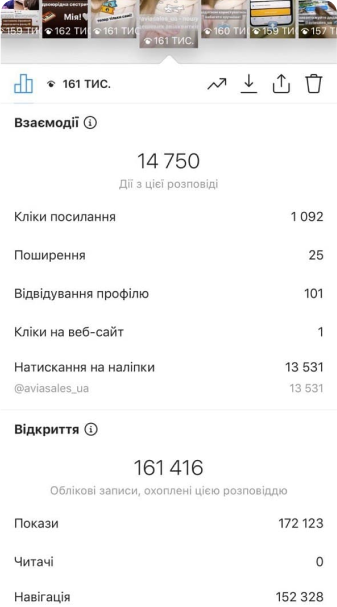 Мія!
159 ТИ
162 ТИ
161 ТИ
161 ТИС.
160 ТИ
159 ТИ
157 Т
161 ТИС.
Взаємодії
14 750
Дії з цієї розповіді
Кліки посилання 1 092
Поширення 25
Відвідування профілю 101
Кліки на веб-сайт 1
Натискання на наліпки 13 531
@aviasales_ua 13 531
Відкриття
161 416
Облікові записи, охоплені цією розповіддю
Покази 172 123
Читачі 0
Навігація 152 328